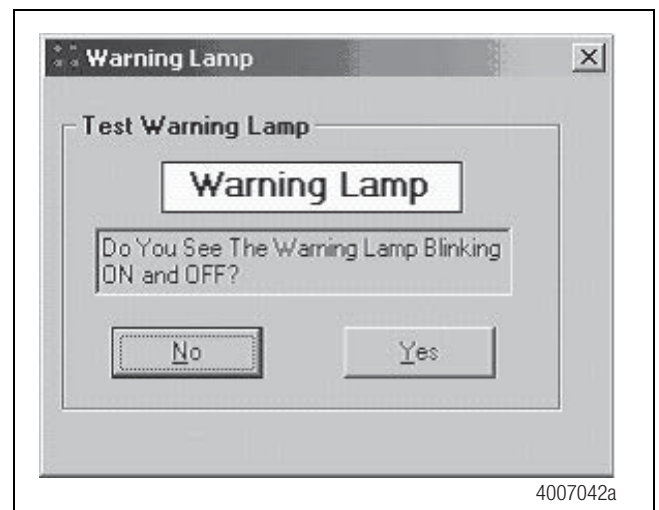 Warning Lamp
Test Warning Lamp
Warning Lamp
Do You See The Warning Lamp Blinking
ON and OFF?
No
Yes
4007042a